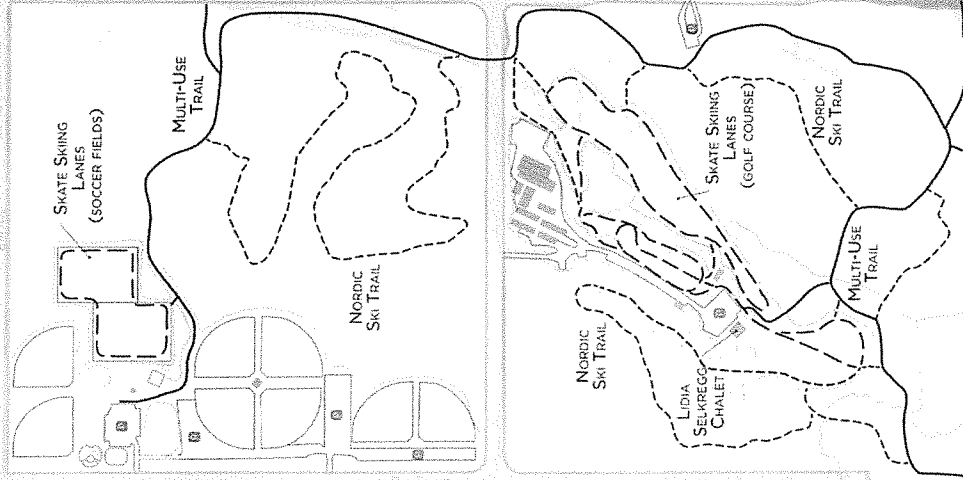 Skate Skiing
Lanes
(soccer fields)
Multi-Use
Trail
Nordic
Ski Trail
Nordic
Ski Trail
Lidia
Selkregg
Chalet
Skate Skiing
Lanes
(golf course)
Nordic
Ski Trail
Multi-Use
Trail